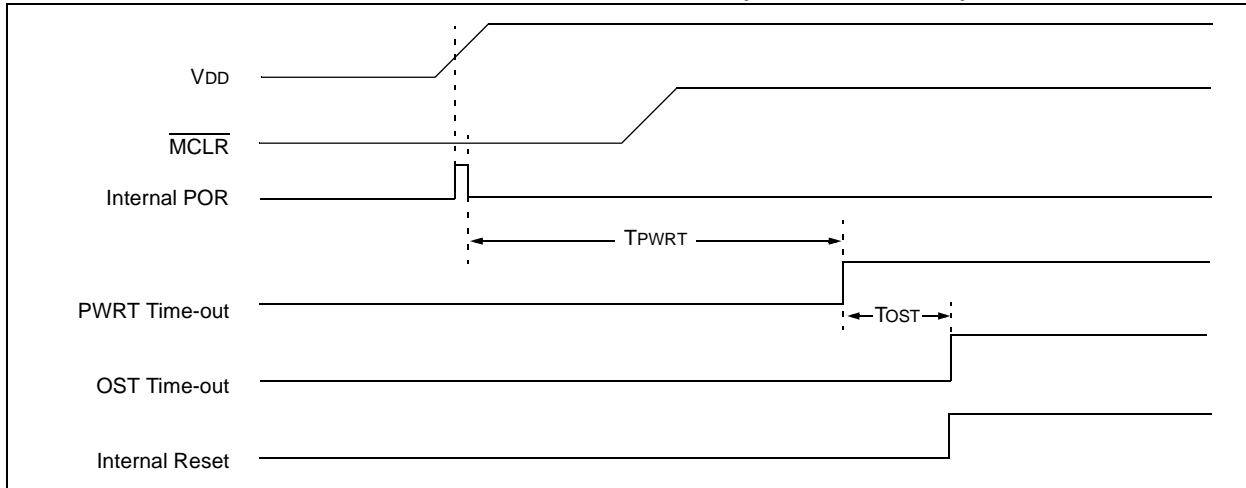 VDD
MCLR
Internal POR
TPWRT
PWRT Time-out
TOST
OST Time-out
Internal Reset